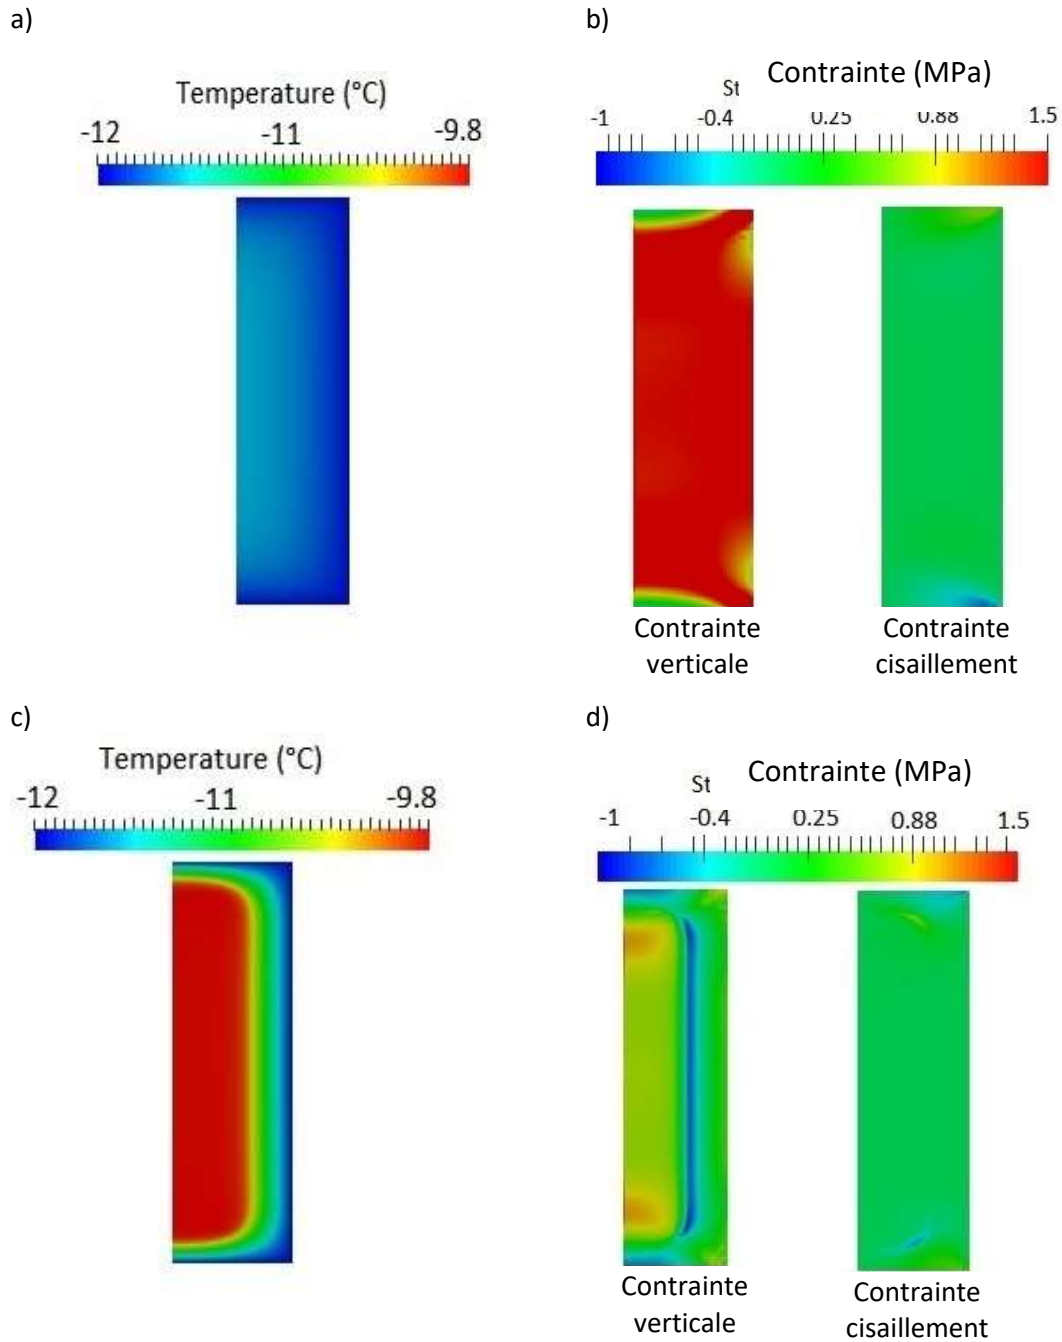 a)
b)
Temperature (°C)
-12 -11 -9.8
Contrainte (MPa)
St
-1 -0.4 0.25 0.88 1.5
Contrainte
verticale
Contrainte
cisaillement
c)
d)
Temperature (°C)
-12 -11 -9.8
Contrainte (MPa)
St
-1 -0.4 0.25 0.88 1.5
Contrainte
verticale
Contrainte
cisaillement